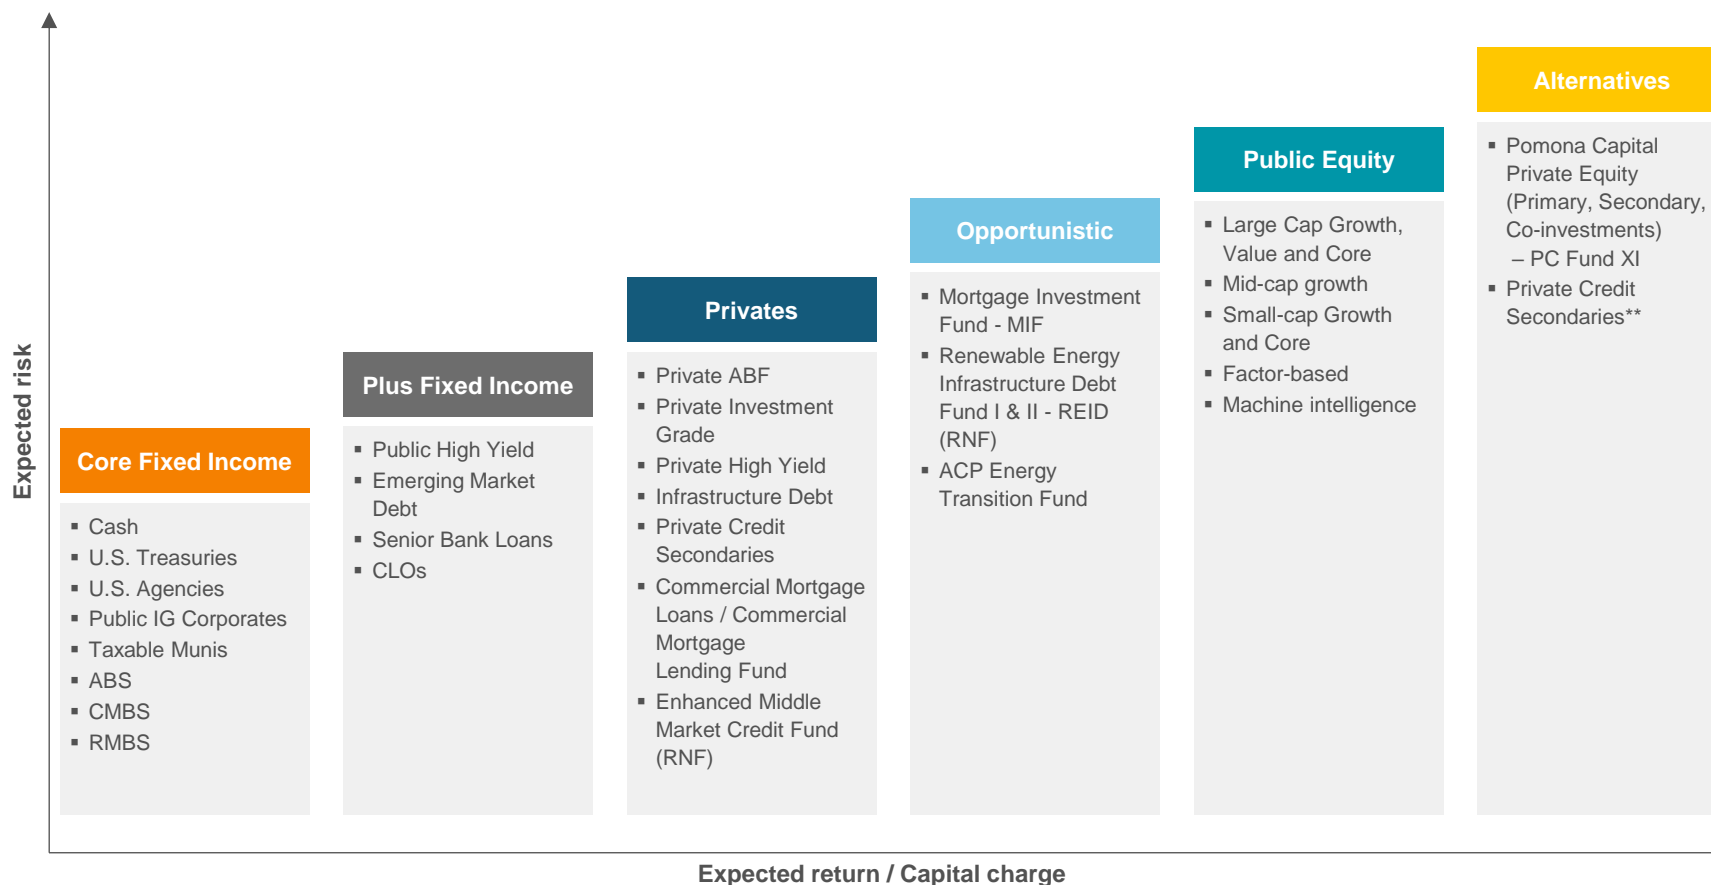 Expected risk
Core Fixed Income
▪ Cash
▪ U.S. Treasuries
▪ U.S. Agencies
▪ Public IG Corporates
▪ Taxable Munis
▪ ABS
▪ CMBS
▪ RMBS
Plus Fixed Income
▪ Public High Yield
▪ Emerging Market
Debt
▪ Senior Bank Loans
▪ CLOs
Privates
▪ Private ABF
▪ Private Investment
Grade
▪ Private High Yield
▪ Infrastructure Debt
▪ Private Credit
Secondaries
▪ Commercial Mortgage
Loans / Commercial
Mortgage
Lending Fund
▪ Enhanced Middle
Market Credit Fund
(RNF)
Opportunistic
▪ Mortgage Investment
Fund - MIF
▪ Renewable Energy
Infrastructure Debt
Fund I & II - REID
(RNF)
▪ ACP Energy
Transition Fund
Public Equity
▪ Large Cap Growth,
Value and Core
▪ Mid-cap growth
▪ Small-cap Growth
and Core
▪ Factor-based
▪ Machine intelligence
Alternatives
▪ Pomona Capital
Private Equity
(Primary, Secondary,
Co-investments)
– PC Fund XI
▪ Private Credit
Secondaries**
Expected return / Capital charge